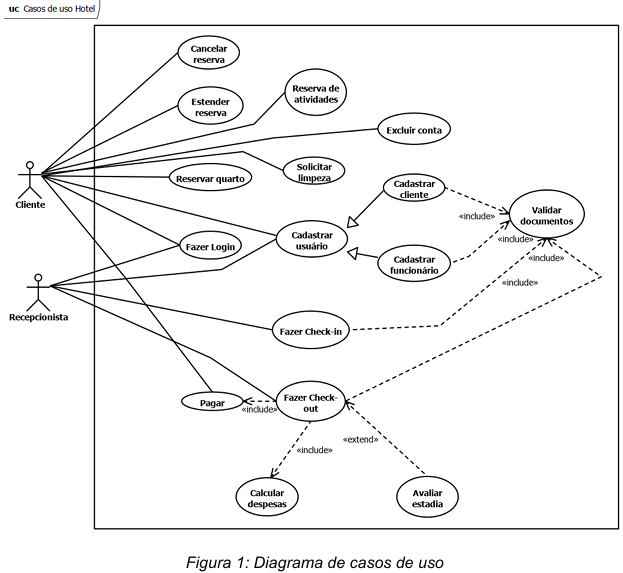 uc Casos de uso Hotel
Cancelar
reserva
Estender
reserva
Reserva de
atividades
Excluir conta
Solicitar
limpeza
Reservar quarto
Cliente
Cadastrar
cliente
«include»
Validar
documentos
Fazer Login
Cadastrar
usuário
«include»
Cadastrar
funcionário
«include»
«include»
Recepcionista
Fazer Check-in
Pagar
«include»
Fazer Check-
out
«include»
«extend»
Calcular
despesas
Avaliar
estadia
Figura 1: Diagrama de casos de uso